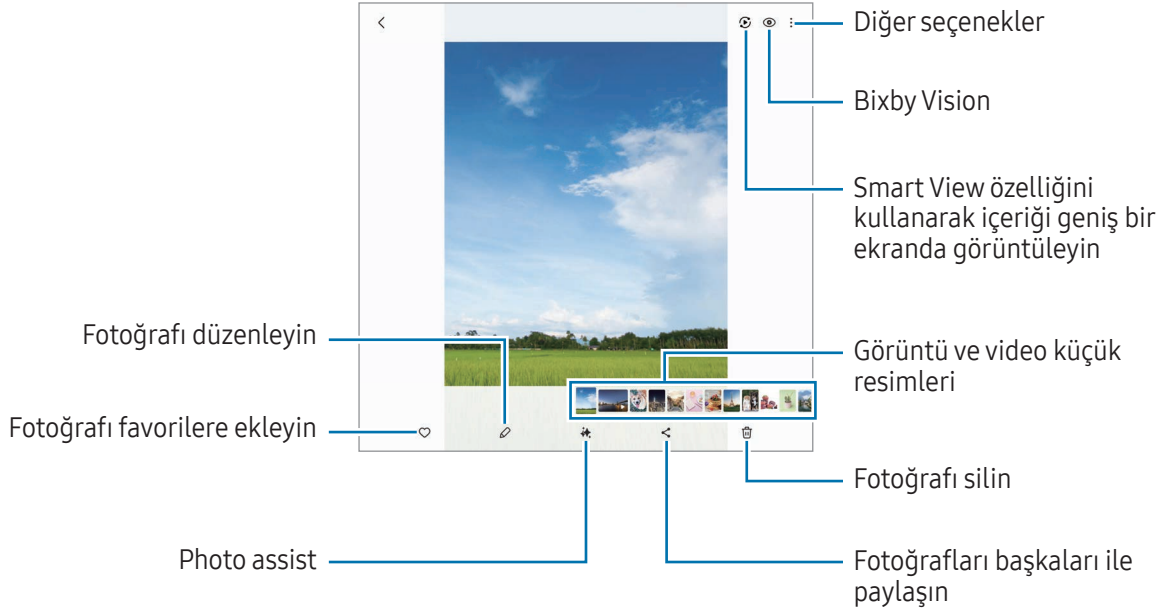 Diğer seçenekler
Bixby Vision
Smart View özelliğini
kullanarak içeriği geniş bir
ekranda görüntüleyin
Fotoğrafı düzenleyin
Görüntü ve video küçük
resimleri
Fotoğrafı favorilere ekleyin
Fotoğrafı silin
Photo assist
Fotoğrafları başkaları ile
paylaşın